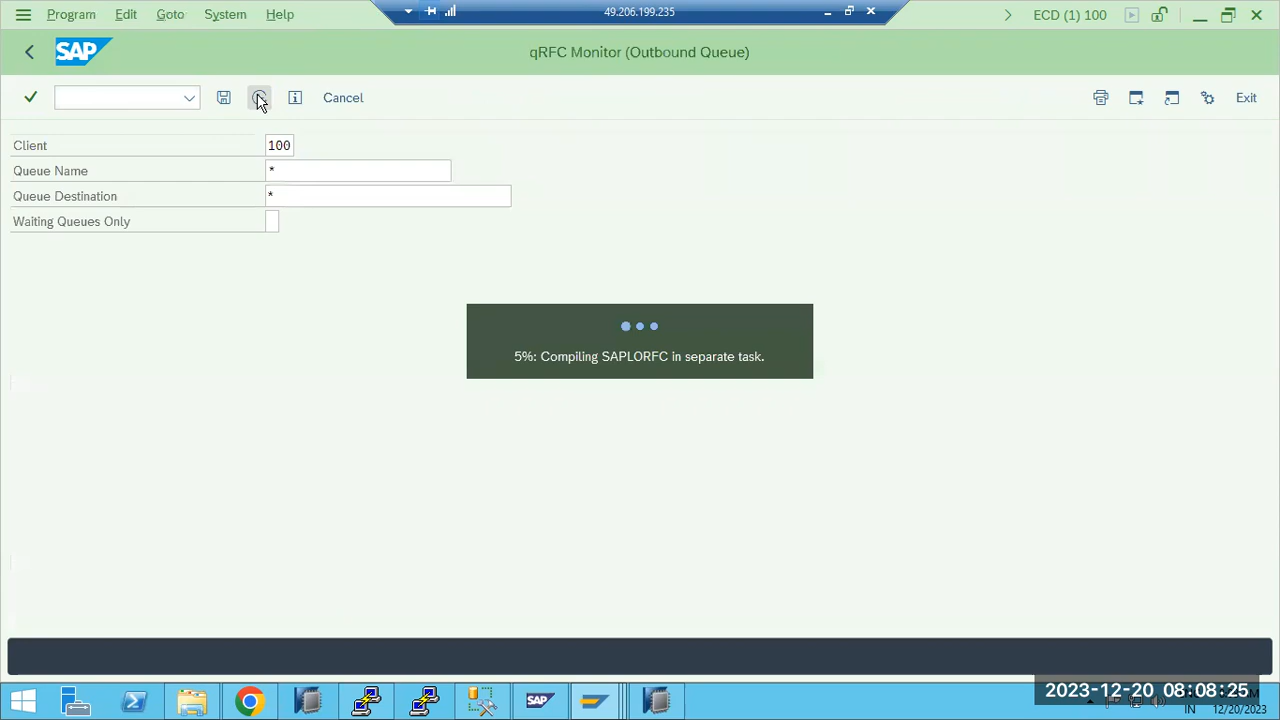 Program Edit Goto System Help 49.206.199.235 ECD (1) 100
SAP qRFC Monitor (Outbound Queue)
Cancel Exit
Client 100
Queue Name *
Queue Destination *
Waiting Queues Only
5%: Compiling SAPLORFC in separate task.
SAP
2023-12-20 08:08:25
IN 12/20/2023